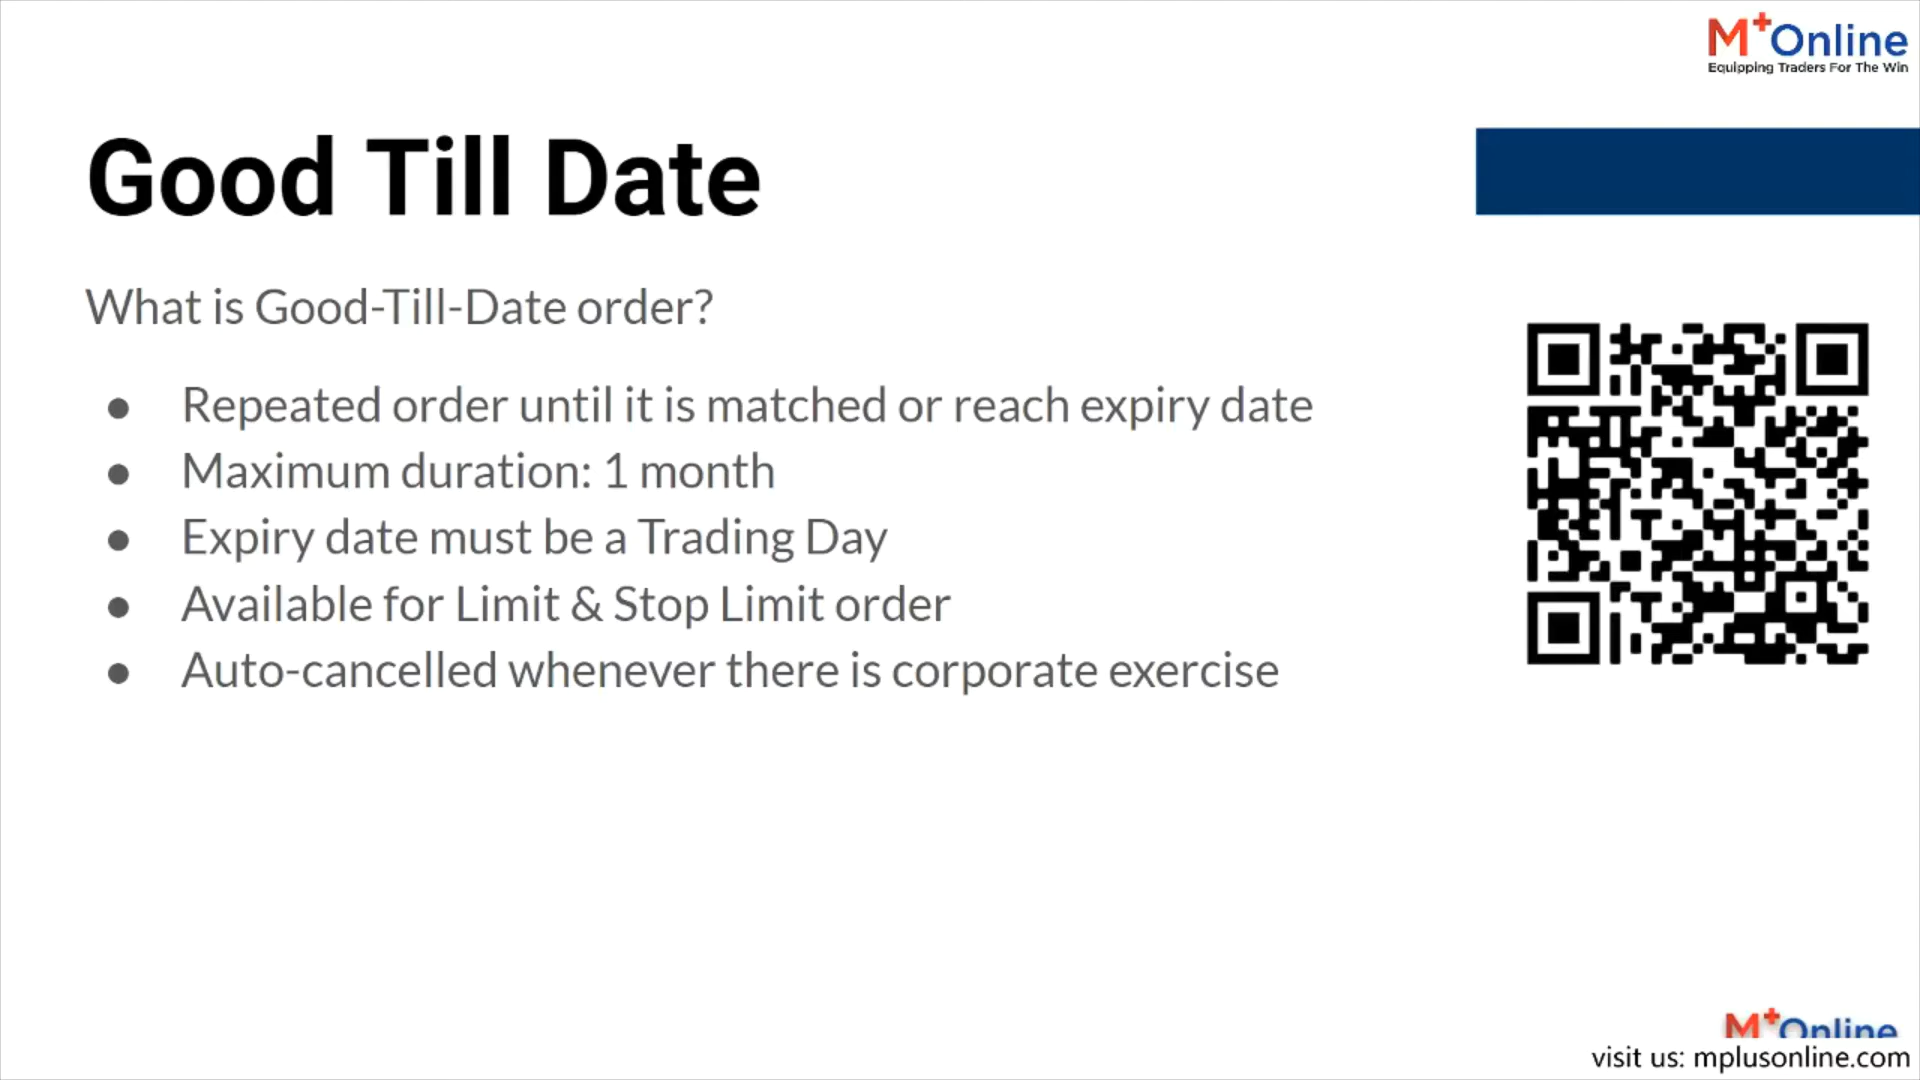 M+Online
Equipping Traders For The Win
Good Till Date
What is Good-Till-Date order?
● Repeated order until it is matched or reach expiry date
● Maximum duration: 1 month
● Expiry date must be a Trading Day
● Available for Limit & Stop Limit order
● Auto-cancelled whenever there is corporate exercise
M+Online
visit us: mplusonline.com